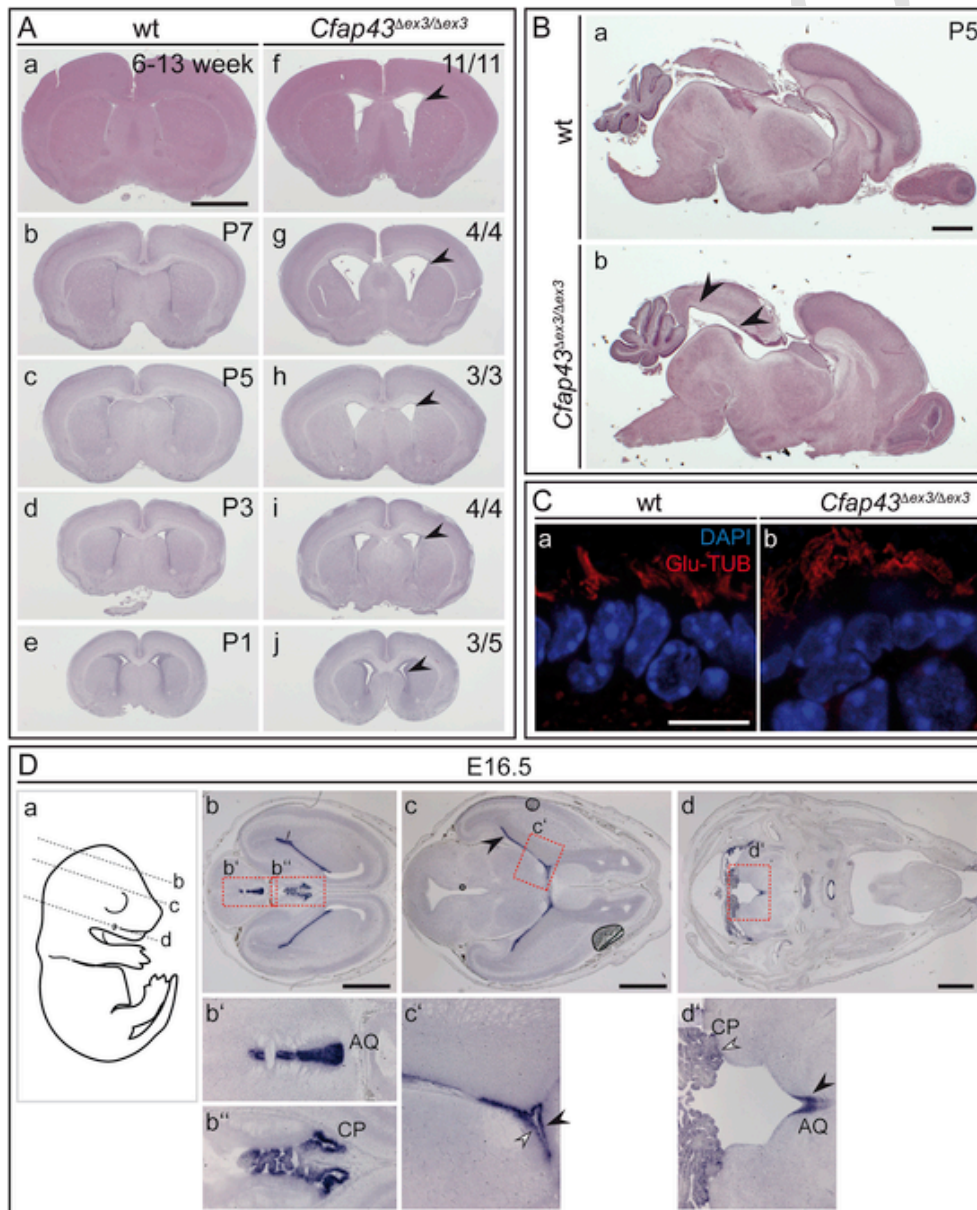 A
wt
Cfap43Δex3/Δex3
a
6-13 week
f
11/11
b
P7
g
4/4
c
P5
h
3/3
d
P3
i
4/4
e
P1
j
3/5
B
a
P5
wt
b
Cfap43Δex3/Δex3
C
wt
Cfap43Δex3/Δex3
a
DAPI
Glu-TUB
b
D
E16.5
a
b
c
d
b
b'
b''
c
c'
d
d'
b'
AQ
b''
CP
c'
d'
CP
AQ